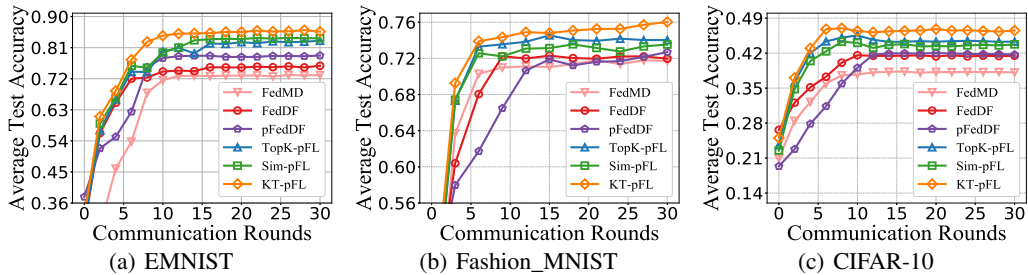 Average Test Accuracy
0.90
0.81
0.72
0.63
0.54
0.45
0.36
FedMD
FedDF
pFedDF
TopK-pFL
Sim-pFL
KT-pFL
0 5 10 15 20 25 30
Communication Rounds
(a) EMNIST
Average Test Accuracy
0.76
0.72
0.68
0.64
0.60
0.56
FedMD
FedDF
pFedDF
TopK-pFL
Sim-pFL
KT-pFL
0 5 10 15 20 25 30
Communication Rounds
(b) Fashion_MNIST
Average Test Accuracy
0.49
0.42
0.35
0.28
0.21
0.14
FedMD
FedDF
pFedDF
TopK-pFL
Sim-pFL
KT-pFL
0 5 10 15 20 25 30
Communication Rounds
(c) CIFAR-10